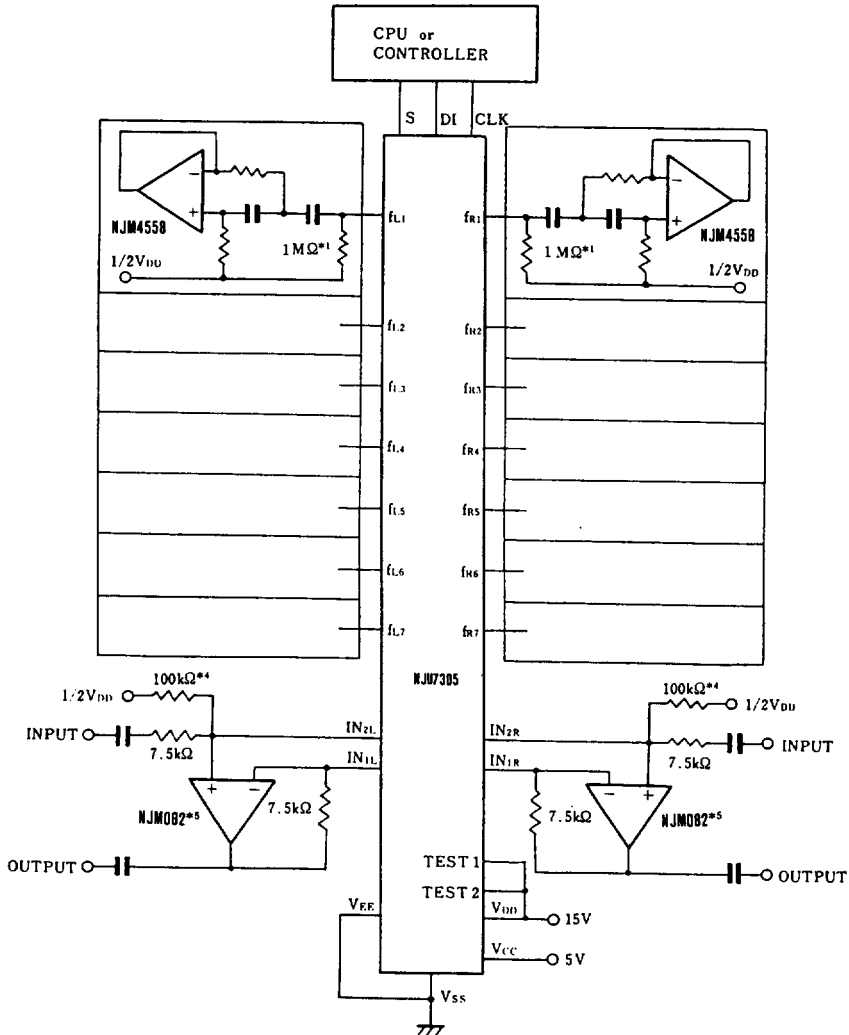 CPU or
CONTROLLER
S DI CLK
NJM4558
1MΩ*1
1/2VDD
fL1
fR1
1MΩ*1
NJM4558
1/2VDD
fL2
fR2
fL3
fR3
fL4
fR4
fL5
fR5
fL6
fR6
fL7
fR7
NJU7305
100kΩ*4
1/2VDD
INPUT
7.5kΩ
IN2L
IN1L
7.5kΩ
NJM082*5
OUTPUT
100kΩ*4
1/2VDD
IN2R
7.5kΩ
INPUT
IN1R
7.5kΩ
NJM082*5
OUTPUT
TEST 1
TEST 2
VEE
VDD
15V
VCC
5V
VSS